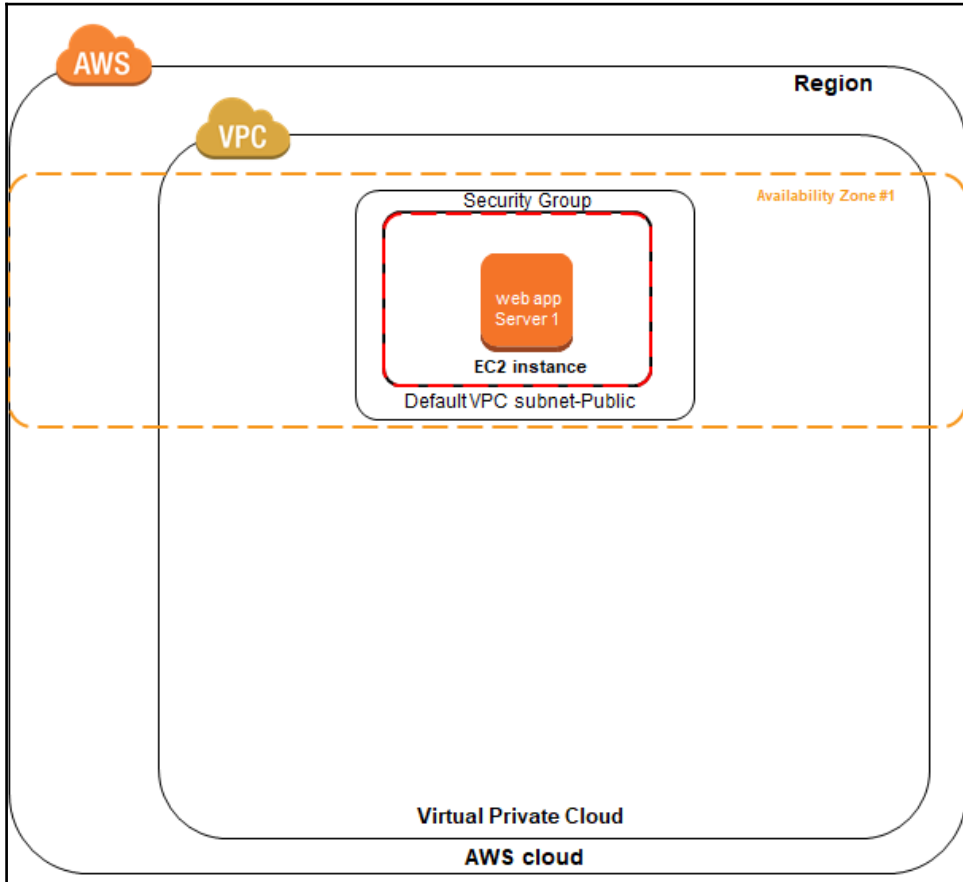 AWS
Region
VPC
Availability Zone #1
Security Group
web app
Server 1
EC2 instance
Default VPC subnet-Public
Virtual Private Cloud
AWS cloud